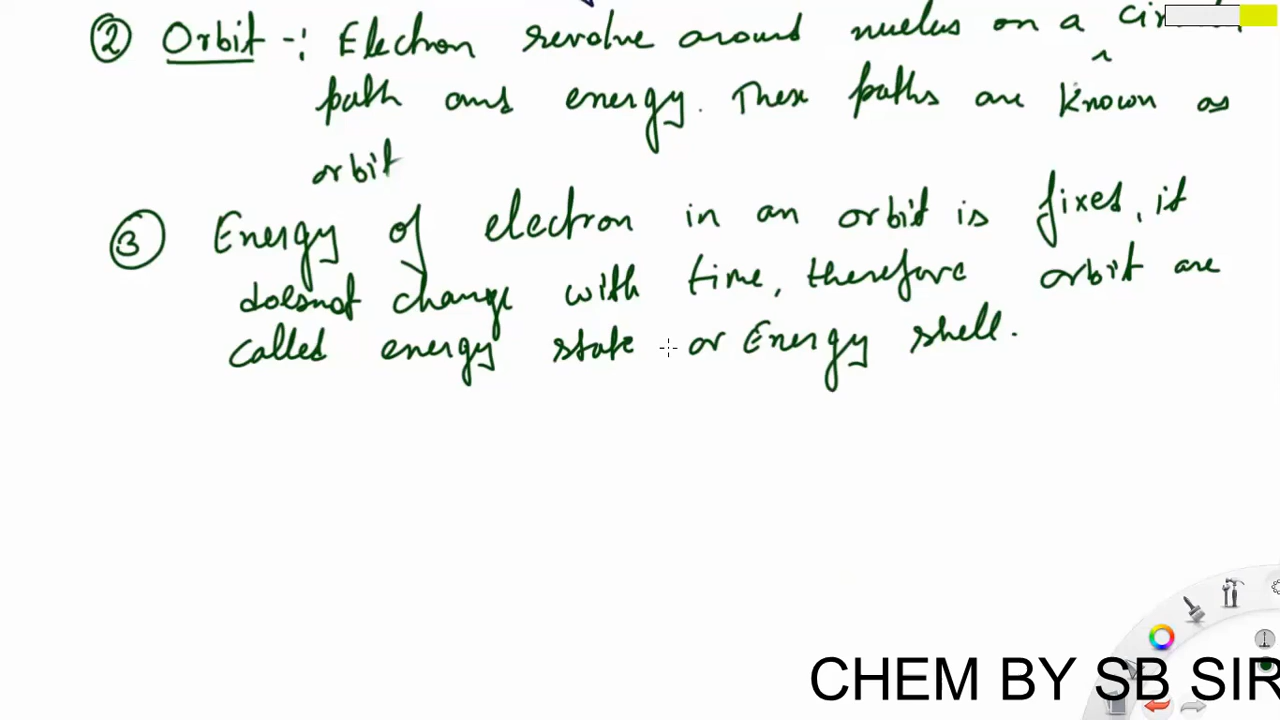 ② Orbit -: Electron revolve around nucleus on a
path and energy. These paths are known as
orbit
③ Energy of electron in an orbit is fixed, it
doesnot change with time, therefore orbit are
called energy state or Energy shell.
CHEM BY SB SIR